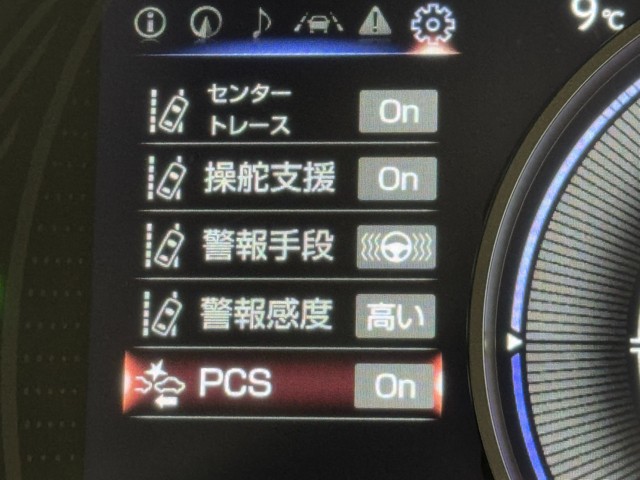 9℃
センター
トレース
On
操舵支援 On
警報手段
警報感度 高い
PCS On